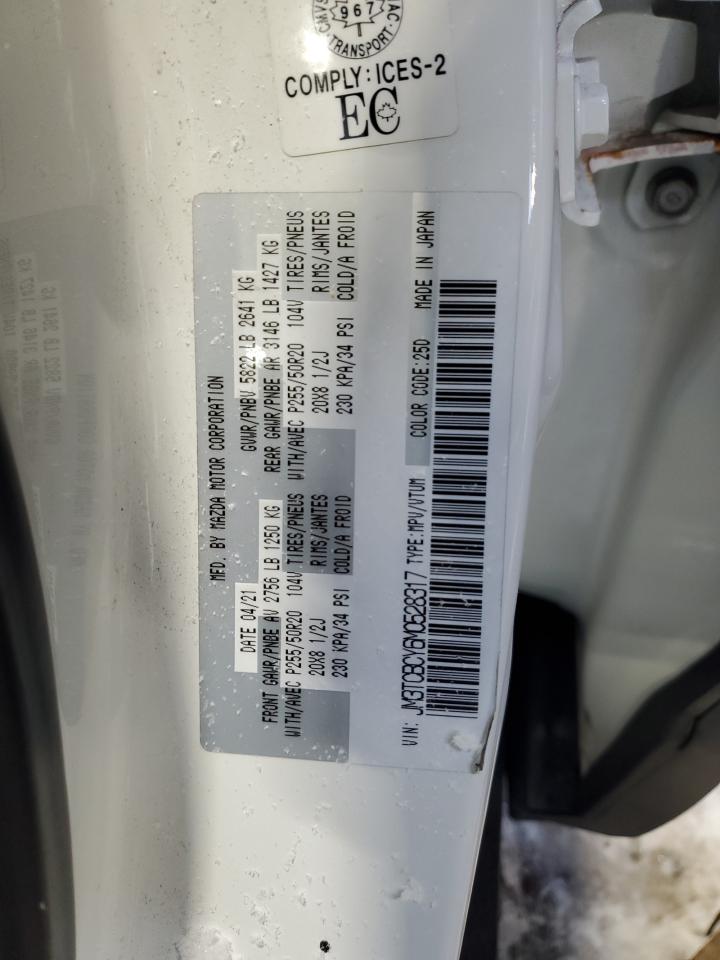 967
TRANSPORT
COMPLY:ICES-2
EC
MFD. BY MAZDA MOTOR CORPORATION
DATE 04/21 GVWR/PNBV 5822 LB 2641 KG
FRONT GAWR/PNBE AV 2756 LB 1250 KG REAR GAWR/PNBE AR 3146 LB 1427 KG
WITH/AVEC P255/50R20 104V TIRES/PNEUS WITH/AVEC P255/50R20 104V TIRES/PNEUS
20X8 1/2J RIMS/JANTES 20X8 1/2J RIMS/JANTES
230 KPA/34 PSI COLD/A FROID 230 KPA/34 PSI COLD/A FROID
VIN: JM3TCBCY6M0528317 TYPE:MPV/VTUM COLOR CODE:25D MADE IN JAPAN